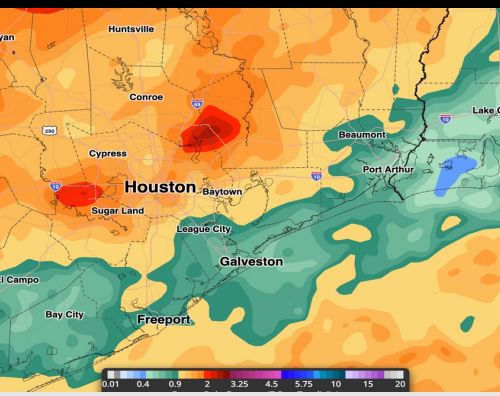 yan
Huntsville
Conroe
69
Lake C
10
290
Beaumont
Cypress
Port Arthur
10
10
Houston
Baytown
Sugar Land
League City
Galveston
l Campo
Bay City
Freeport
0.01 0.4 0.9 2 3.25 4.5 5.75 10 15 20